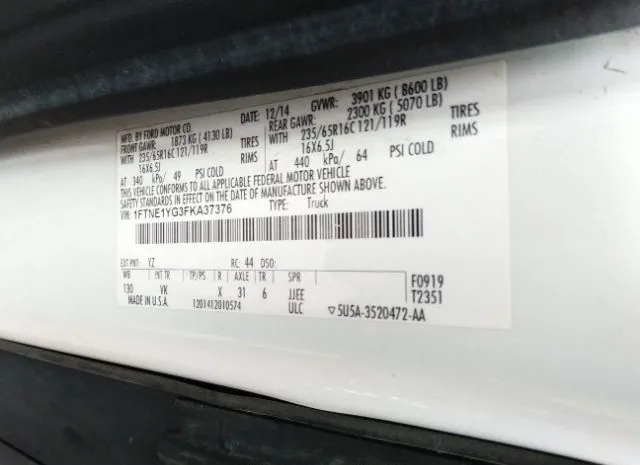 MFD. BY FORD MOTOR CO.
DATE: 12/14 GVWR: 3901 KG ( 8600 LB)
FRONT GAWR: 1873 KG ( 4130 LB) REAR GAWR: 2300 KG ( 5070 LB)
WITH 235/65R16C 121/119R TIRES WITH 235/65R16C 121/119R TIRES
16X6.5J RIMS 16X6.5J RIMS
AT 340 kPa/ 49 PSI COLD AT 440 kPa/ 64 PSI COLD
THIS VEHICLE CONFORMS TO ALL APPLICABLE FEDERAL MOTOR VEHICLE
SAFETY STANDARDS IN EFFECT ON THE DATE OF MANUFACTURE SHOWN ABOVE.
VIN: 1FTNE1YG3FKA37376 TYPE: Truck
EXT PNT: YZ RC: 44 DSO:
WB INT TR TP/PS R AXLE TR SPR
130 VK X 31 6 JJEE
F0919
T2351
MADE IN U.S.A. 1201412010574 ULC ▽5U5A-3520472-AA